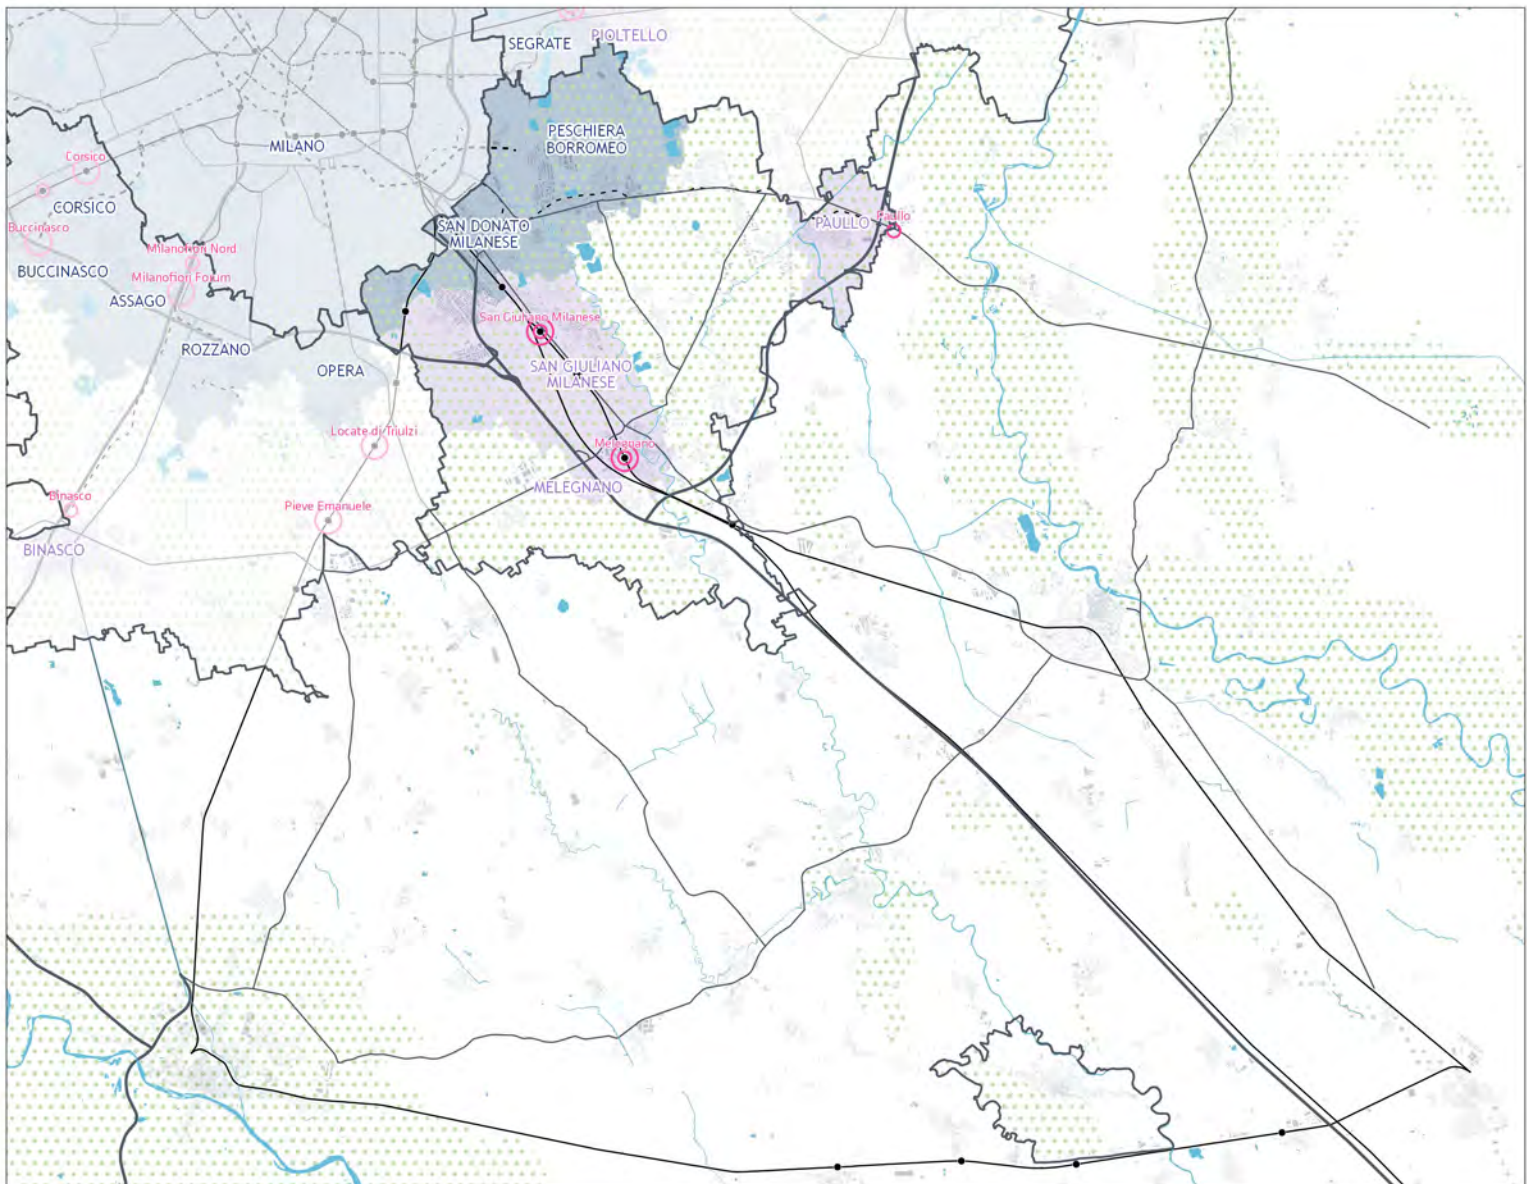 SEGRATE
PIOLTELLO
PESCHIERA
BORROMEO
MILANO
Corsico
CORSICO
Buccinasco
BUCCINASCO
Milanofiori Nord
Milanofiori Forum
ASSAGO
SAN DONATO
MILANESE
PAULLO
Paullo
San Giuliano Milanese
ROZZANO
OPERA
SAN GIULIANO
MILANESE
Locate di Triulzi
Melegnano
MELEGNANO
Binasco
Pieve Emanuele
BINASCO